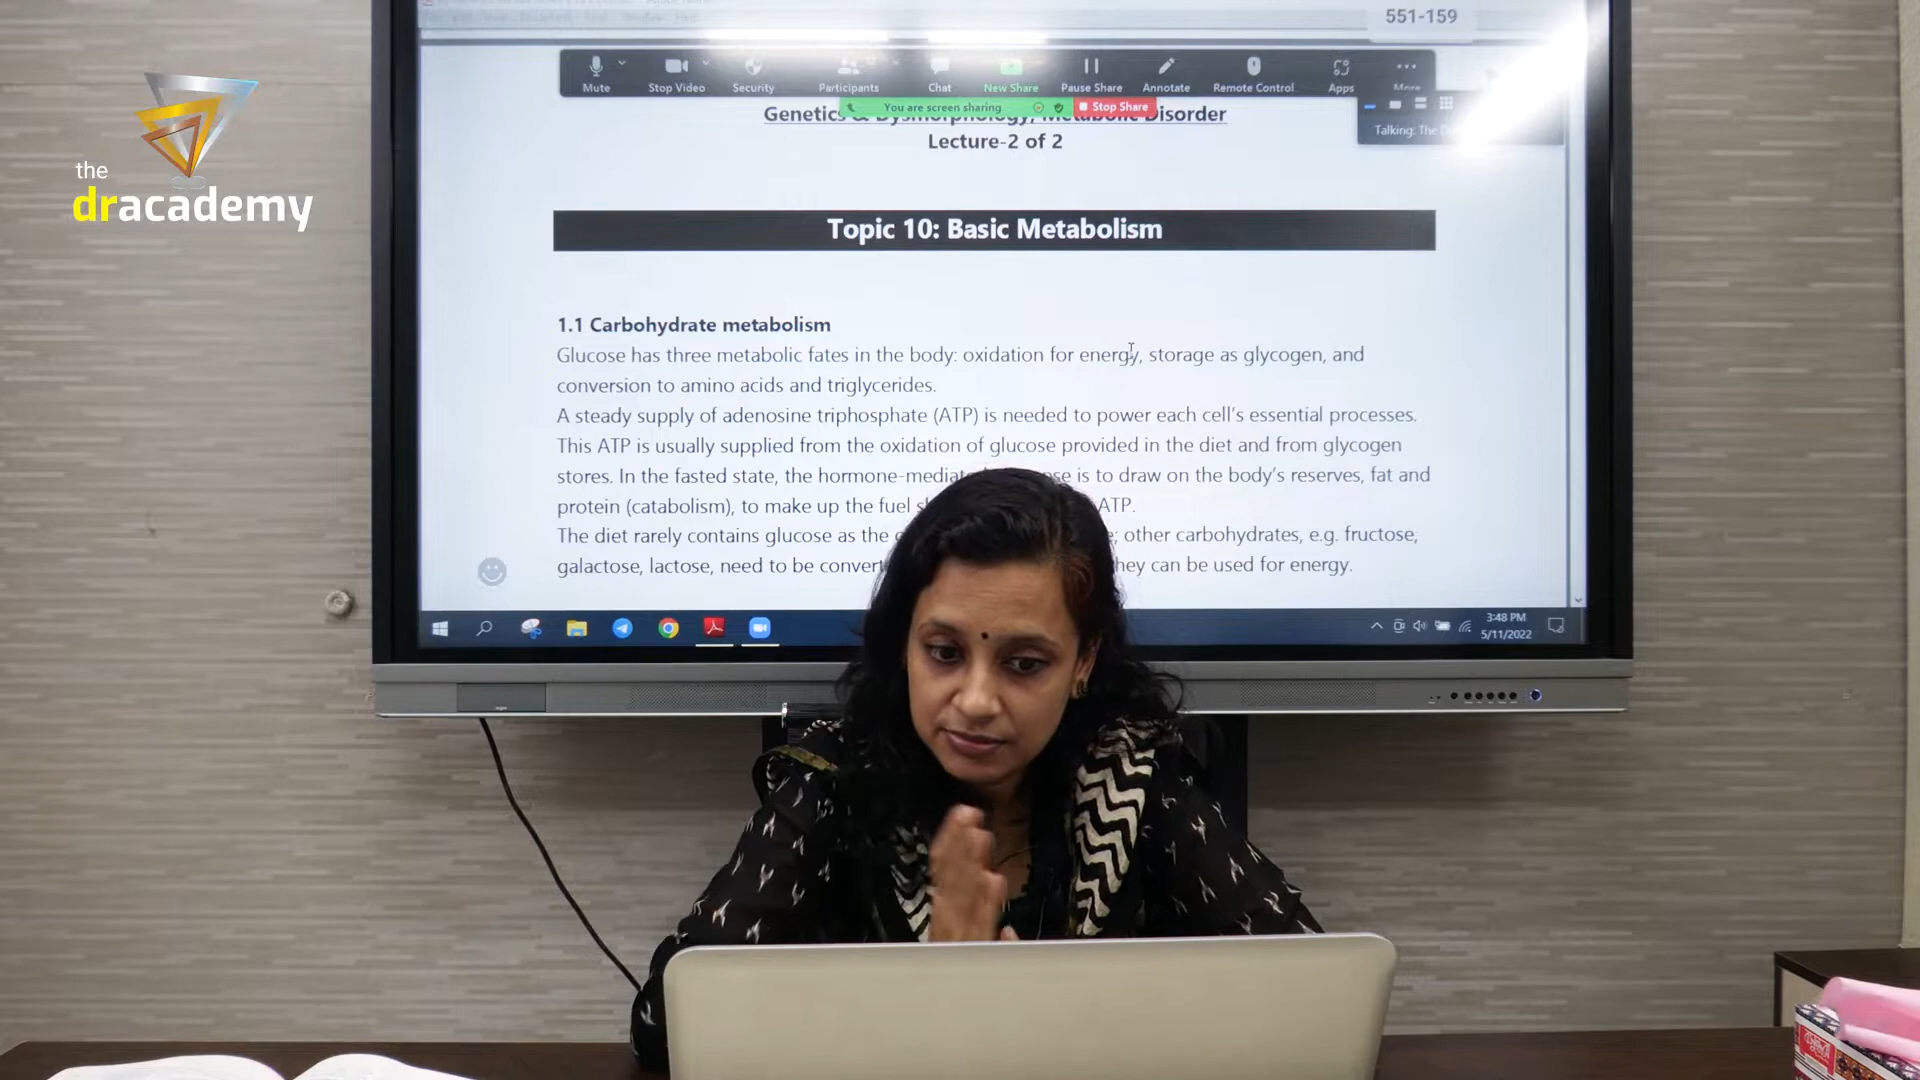 551-159
Mute
Stop Video
Security
Participants
Chat
New Share
Pause Share
Annotate
Remote Control
Apps
More
You are screen sharing
Stop Share
Talking: The
Genetics & Dysmorphology, Metabolic Disorder
Lecture-2 of 2
the
dracademy
Topic 10: Basic Metabolism
1.1 Carbohydrate metabolism
Glucose has three metabolic fates in the body: oxidation for energy, storage as glycogen, and
conversion to amino acids and triglycerides.
A steady supply of adenosine triphosphate (ATP) is needed to power each cell’s essential processes.
This ATP is usually supplied from the oxidation of glucose provided in the diet and from glycogen
stores. In the fasted state, the hormone-mediated is to draw on the body’s reserves, fat and
protein (catabolism), to make up the fuel ATP.
The diet rarely contains glucose as the other carbohydrates, e.g. fructose,
galactose, lactose, need to be they can be used for energy.
3:48 PM
5/11/2022